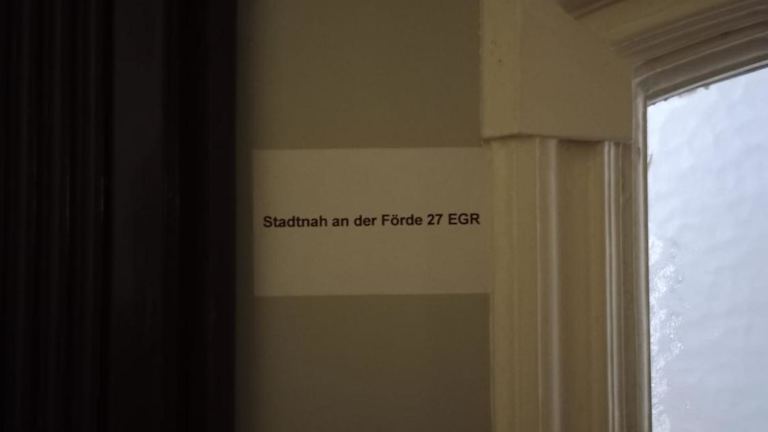 Stadtnah an der Förde 27 EGR